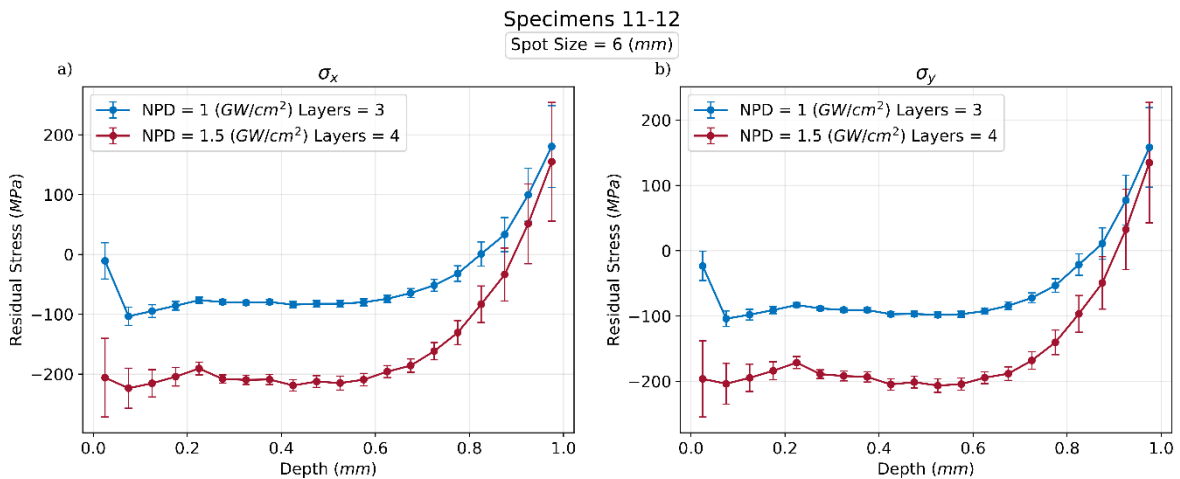 Specimens 11-12
Spot Size = 6 (mm)
a)
σx
NPD = 1 (GW/cm²) Layers = 3
NPD = 1.5 (GW/cm²) Layers = 4
Residual Stress (MPa)
200
100
0
−100
−200
0.0 0.2 0.4 0.6 0.8 1.0
Depth (mm)
b)
σy
NPD = 1 (GW/cm²) Layers = 3
NPD = 1.5 (GW/cm²) Layers = 4
Residual Stress (MPa)
200
100
0
−100
−200
0.0 0.2 0.4 0.6 0.8 1.0
Depth (mm)